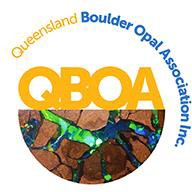 Queensland Boulder Opal Association Inc.
QBOA